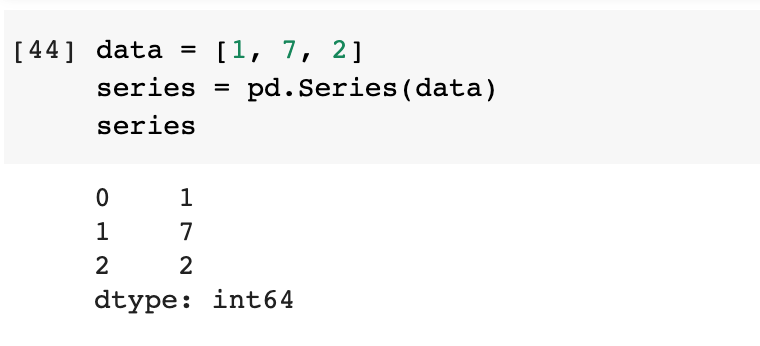 [44] data = [1, 7, 2]
series = pd.Series(data)
series
0 1
1 7
2 2
dtype: int64